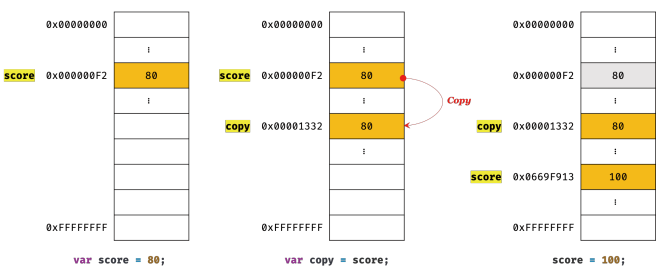 0x00000000
⋮
score 0x000000F2 80
⋮
0xFFFFFFFF
var score = 80;
0x00000000
⋮
score 0x000000F2 80
⋮
Copy
copy 0x00001332 80
⋮
0xFFFFFFFF
var copy = score;
0x00000000
⋮
0x000000F2 80
⋮
copy 0x00001332 80
⋮
score 0x0669F913 100
⋮
0xFFFFFFFF
score = 100;